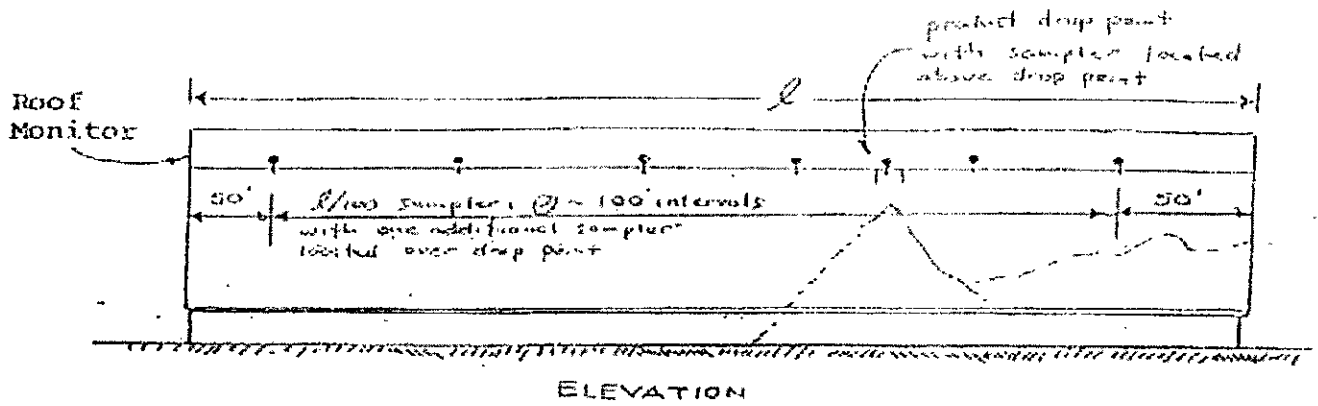 product drop point
with sampler located
above drop point
l
Roof
Monitor
50'
l/100 samplers @ ~ 100' intervals
with one additional sampler
located over drop point
50'
ELEVATION